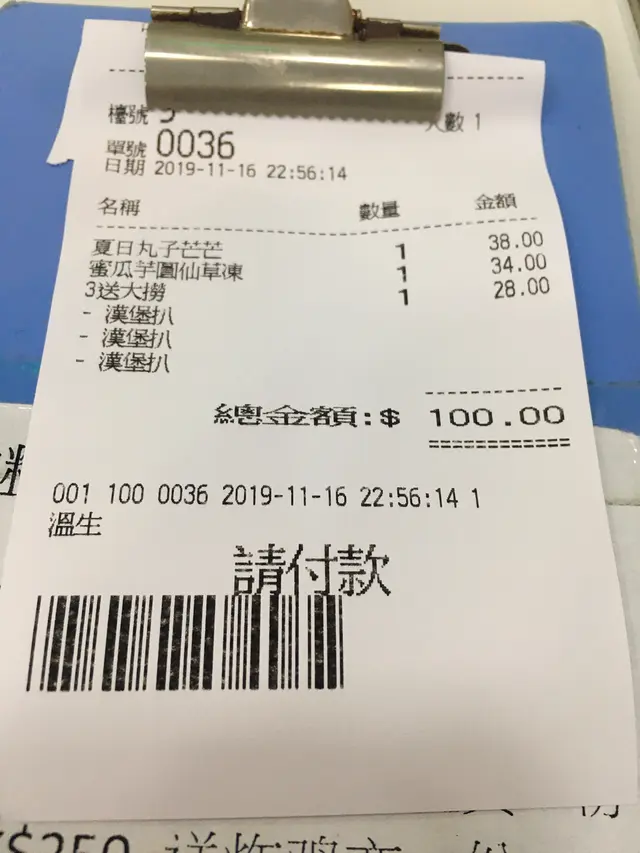 檯號
人數 1
單號 0036
日期 2019-11-16 22:56:14
名稱 數量 金額
夏日丸子芒芒 1 38.00
蜜瓜芋圓仙草凍 1 34.00
3送大撈 1 28.00
- 漢堡扒
- 漢堡扒
- 漢堡扒
總金額:$ 100.00
001 100 0036 2019-11-16 22:56:14 1
溫生
請付款